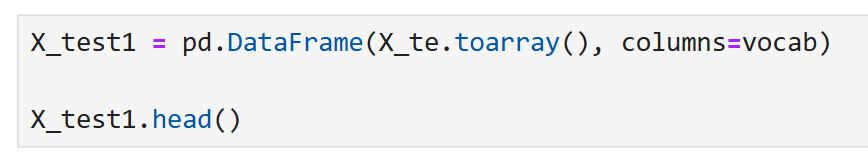 X_test1 = pd.DataFrame(X_te.toarray(), columns=vocab)
X_test1.head()